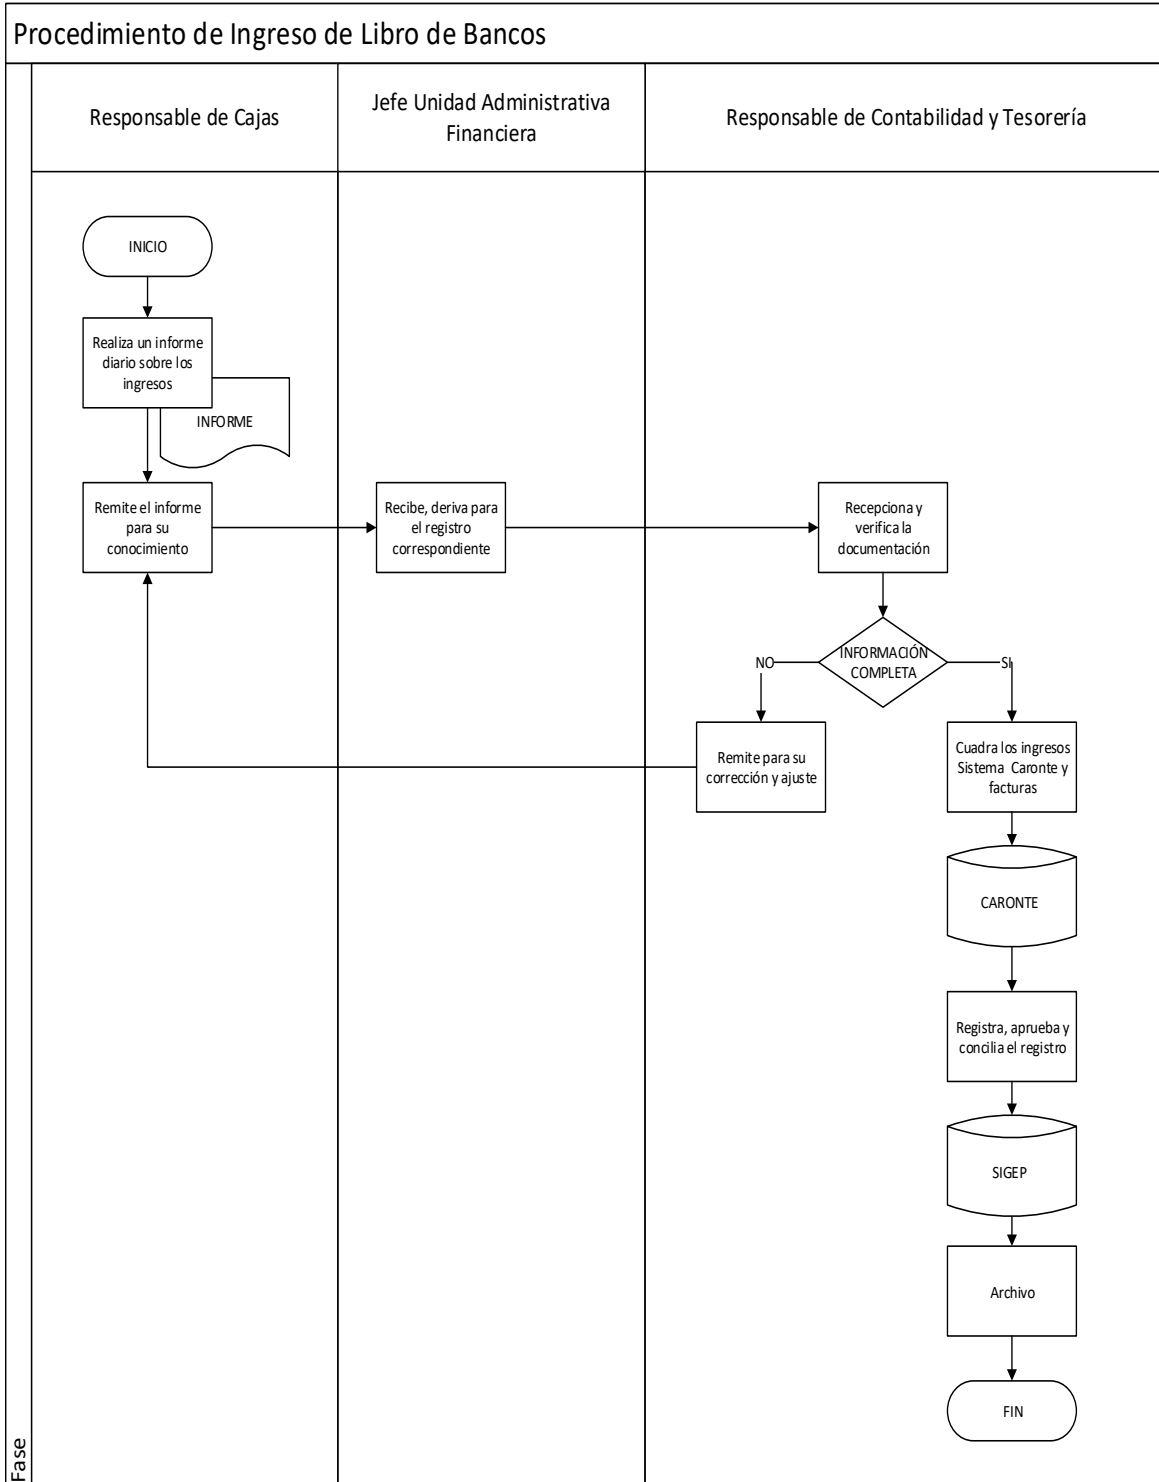 Procedimiento de Ingreso de Libro de Bancos
Responsable de Cajas
Jefe Unidad Administrativa
Financiera
Responsable de Contabilidad y Tesorería
INICIO
Realiza un informe
diario sobre los
ingresos
INFORME
Remite el informe
para su
conocimiento
Recibe, deriva para
el registro
correspondiente
Recepciona y
verifica la
documentación
INFORMACIÓN
COMPLETA
NO
SI
Remite para su
corrección y ajuste
Cuadra los ingresos
Sistema Caronte y
facturas
CARONTE
Registra, aprueba y
concilia el registro
SIGEP
Archivo
FIN
Fase